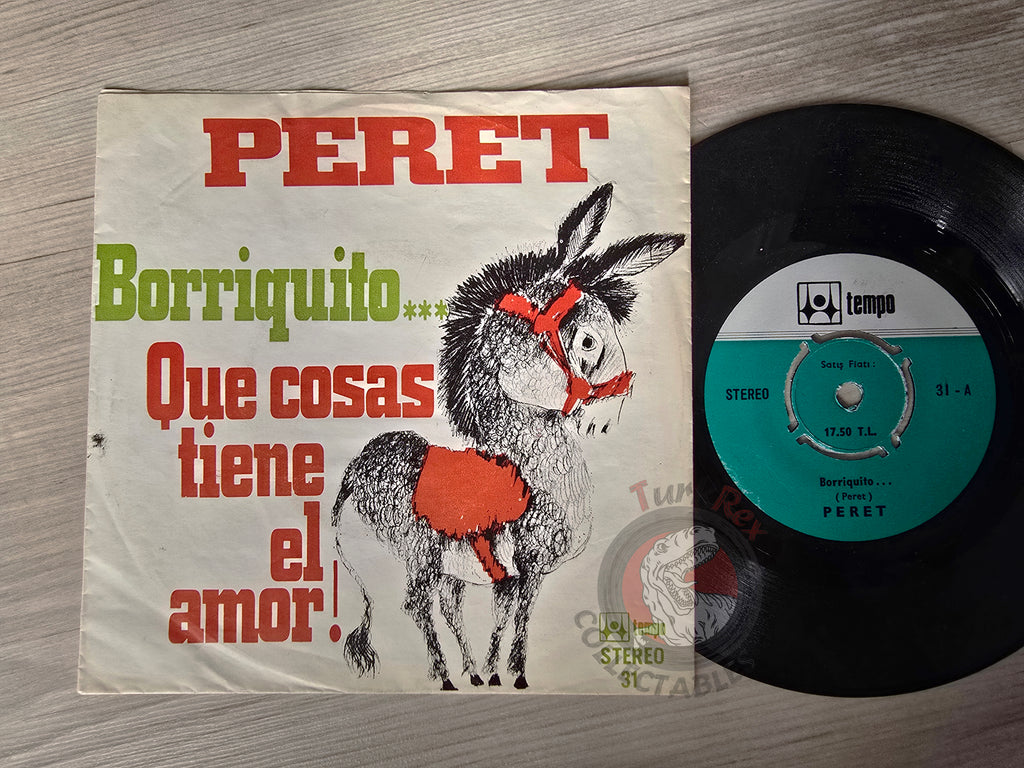 PERET
Borriquito...
Que cosas
tiene
el
amor!
tempo
STEREO
31
tempo
Satış Fiatı:
STEREO
31 - A
17.50 T.L.
Borriquito...
(Peret)
PERET
Rex